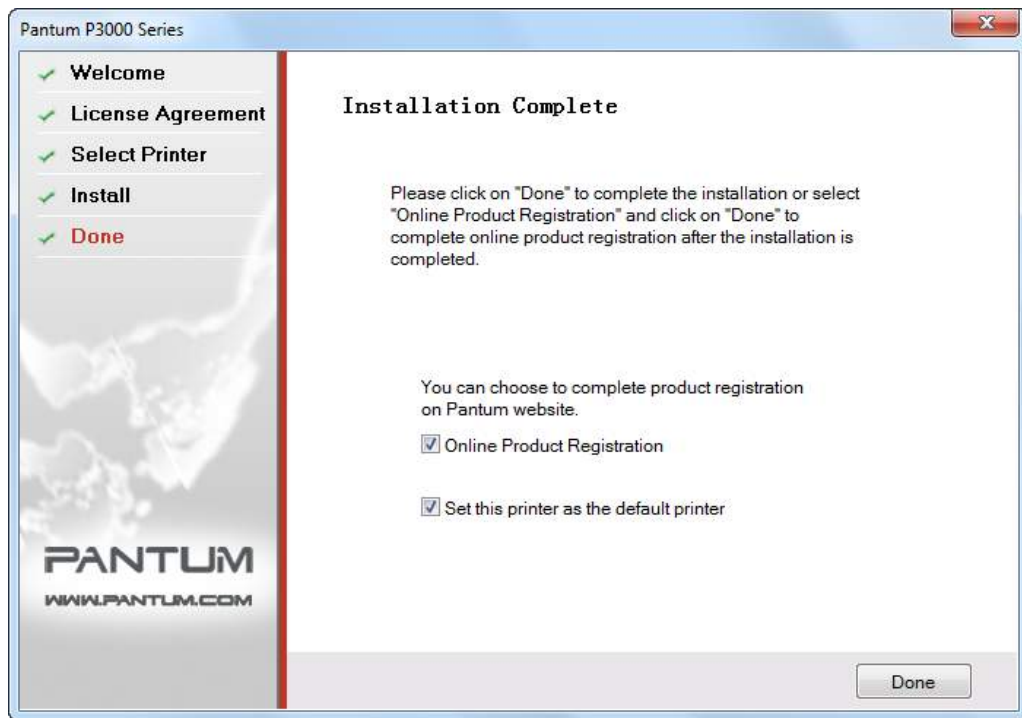 Pantum P3000 Series
Welcome
License Agreement
Select Printer
Install
Done
PANTUM
WWW.PANTUM.COM
Installation Complete
Please click on "Done" to complete the installation or select
"Online Product Registration" and click on "Done" to
complete online product registration after the installation is
completed.
You can choose to complete product registration
on Pantum website.
Online Product Registration
Set this printer as the default printer
Done